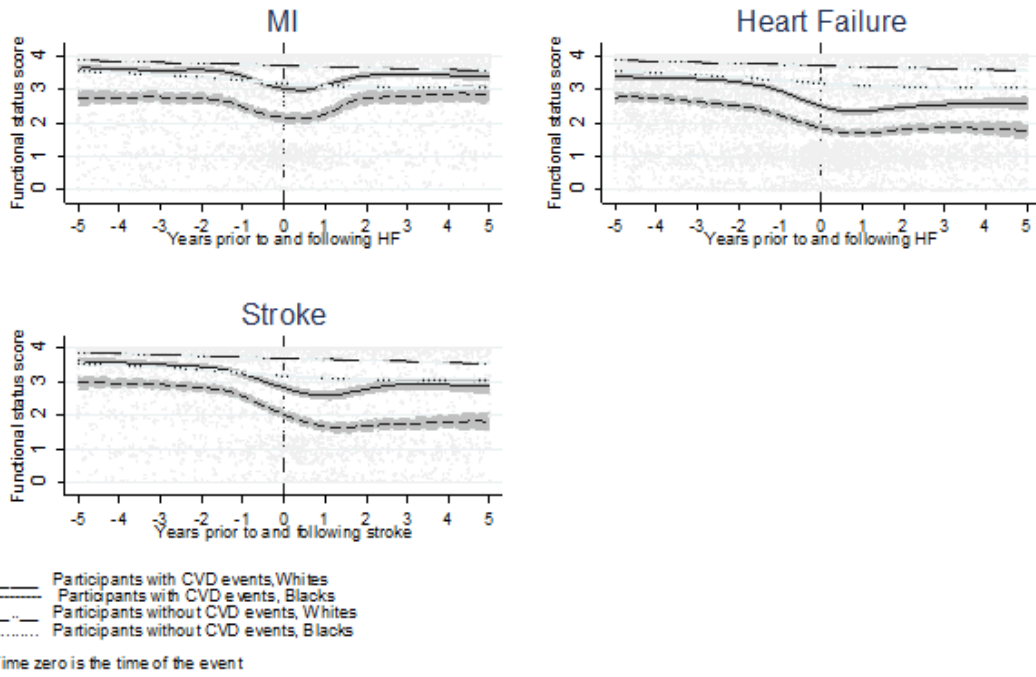 MI
Functional status score
4
3
2
1
0
-5 -4 -3 -2 -1 0 1 2 3 4 5
Years prior to and following HF
Heart Failure
Functional status score
4
3
2
1
0
-5 -4 -3 -2 -1 0 1 2 3 4 5
Years prior to and following HF
Stroke
Functional status score
4
3
2
1
0
-5 -4 -3 -2 -1 0 1 2 3 4 5
Years prior to and following stroke
Participants with CVD events,Whites
Participants with CVD events, Blacks
Participants without CVD events, Whites
Participants without CVD events, Blacks
ime zero is the time of the event